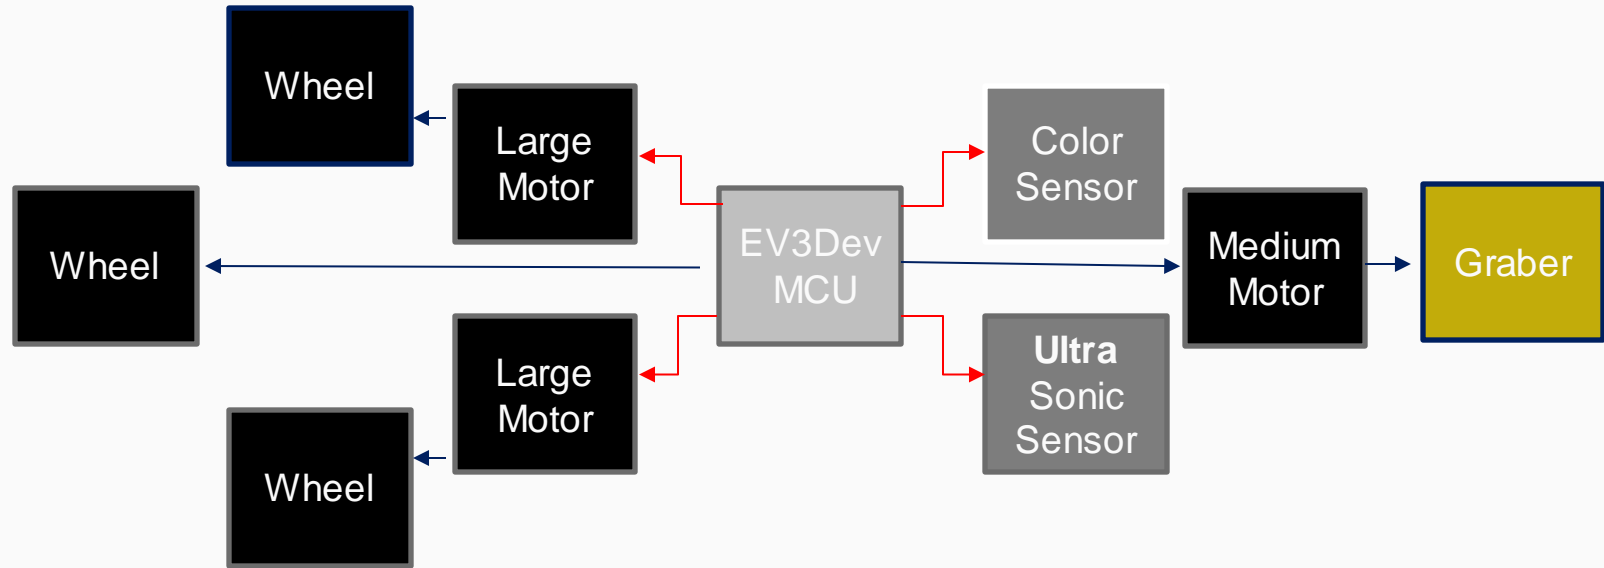 Wheel
Large
Motor
Color
Sensor
Wheel
EV3Dev
MCU
Medium
Motor
Graber
Large
Motor
Ultra
Sonic
Sensor
Wheel